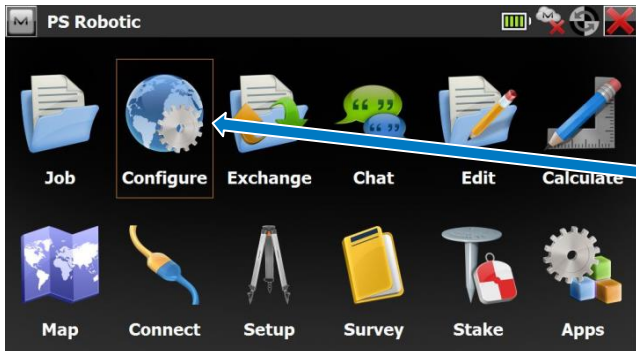 PS Robotic
Job Configure Exchange Chat Edit Calculate
Map Connect Setup Survey Stake Apps